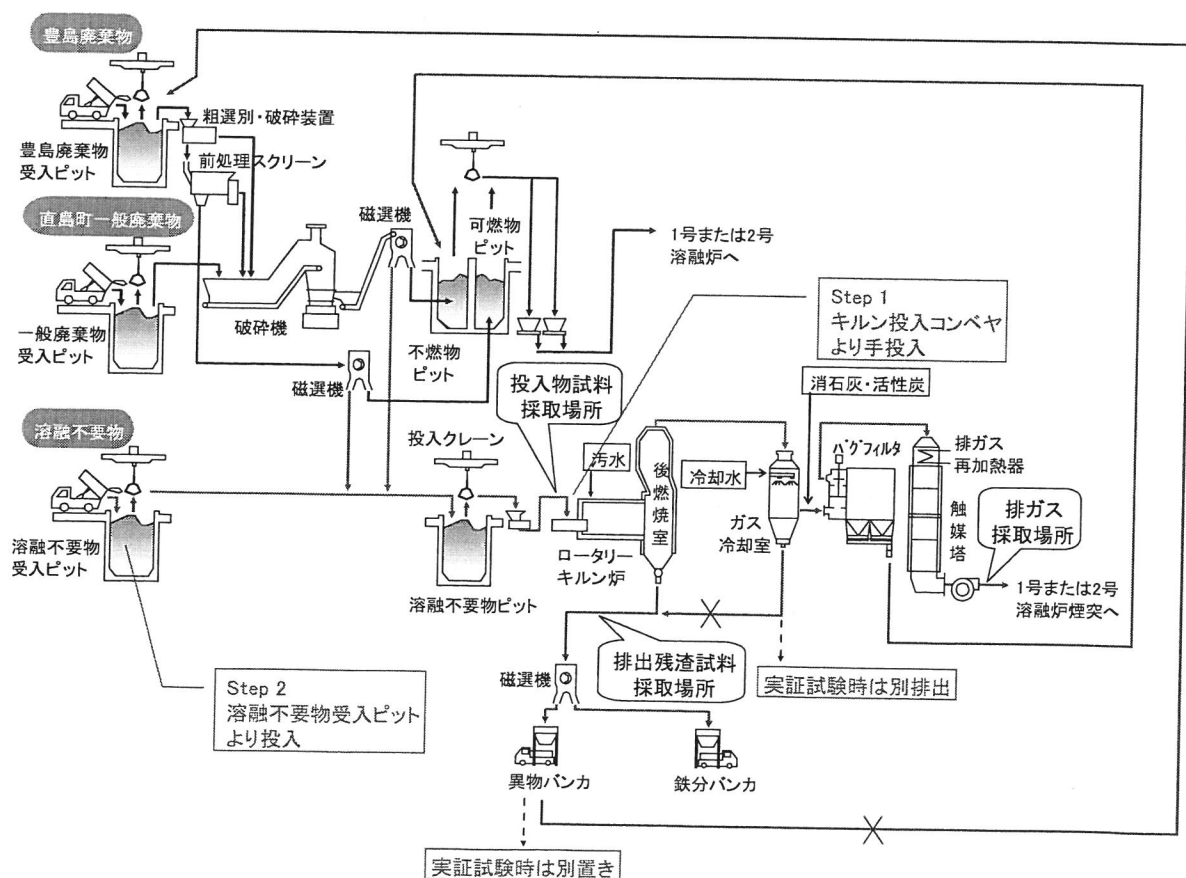 豊島廃棄物
粗選別・破砕装置
豊島廃棄物
受入ピット
前処理スクリーン
直島町一般廃棄物
磁選機
可燃物
ピット
1号または2号
溶融炉へ
Step 1
キルン投入コンベヤ
より手投入
破砕機
一般廃棄物
受入ピット
不燃物
ピット
磁選機
投入物試料
採取場所
消石灰・活性炭
溶融不要物
投入クレーン
汚水
後燃焼室
冷却水
バグフィルタ
排ガス
再加熱器
触媒塔
排ガス
採取場所
ガス
冷却室
溶融不要物
受入ピット
ロータリー
キルン炉
溶融不要物ピット
1号または2号
溶融炉煙突へ
排出残渣試料
採取場所
実証試験時は別排出
磁選機
Step 2
溶融不要物受入ピット
より投入
異物バンカ
鉄分バンカ
実証試験時は別置き